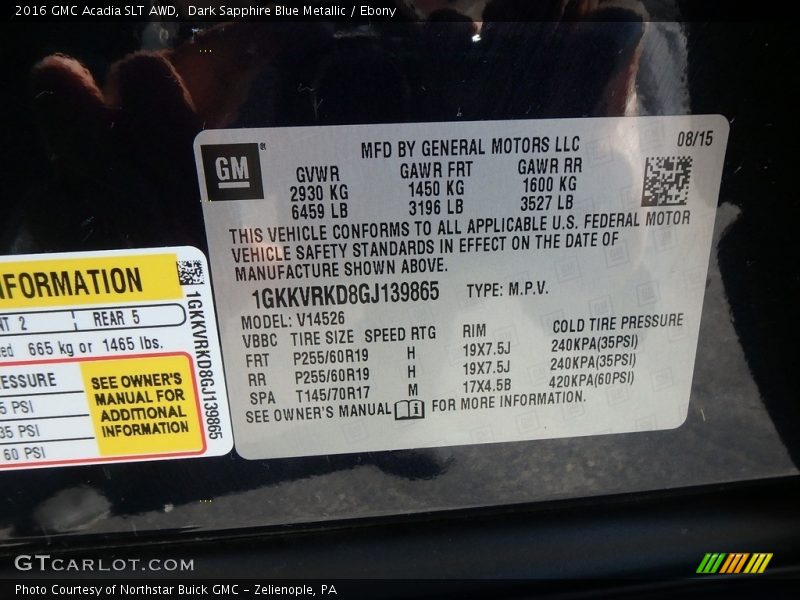 2016 GMC Acadia SLT AWD, Dark Sapphire Blue Metallic / Ebony
GM
MFD BY GENERAL MOTORS LLC
08/15
GVWR GAWR FRT GAWR RR
2930 KG 1450 KG 1600 KG
6459 LB 3196 LB 3527 LB
THIS VEHICLE CONFORMS TO ALL APPLICABLE U.S. FEDERAL MOTOR
VEHICLE SAFETY STANDARDS IN EFFECT ON THE DATE OF
MANUFACTURE SHOWN ABOVE.
1GKKVRKD8GJ139865 TYPE: M.P.V.
MODEL: V14526
VBBC TIRE SIZE SPEED RTG RIM COLD TIRE PRESSURE
FRT P255/60R19 H 19X7.5J 240KPA(35PSI)
RR P255/60R19 H 19X7.5J 240KPA(35PSI)
SPA T145/70R17 M 17X4.5B 420KPA(60PSI)
SEE OWNER'S MANUAL FOR MORE INFORMATION.
2 REAR 5
665 kg or 1465 lbs.
SEE OWNER'S
MANUAL FOR
ADDITIONAL
INFORMATION
PSI
35 PSI
60 PSI
1GKKVRKD8GJ139865
GTCARLOT.COM
Photo Courtesy of Northstar Buick GMC - Zelienople, PA